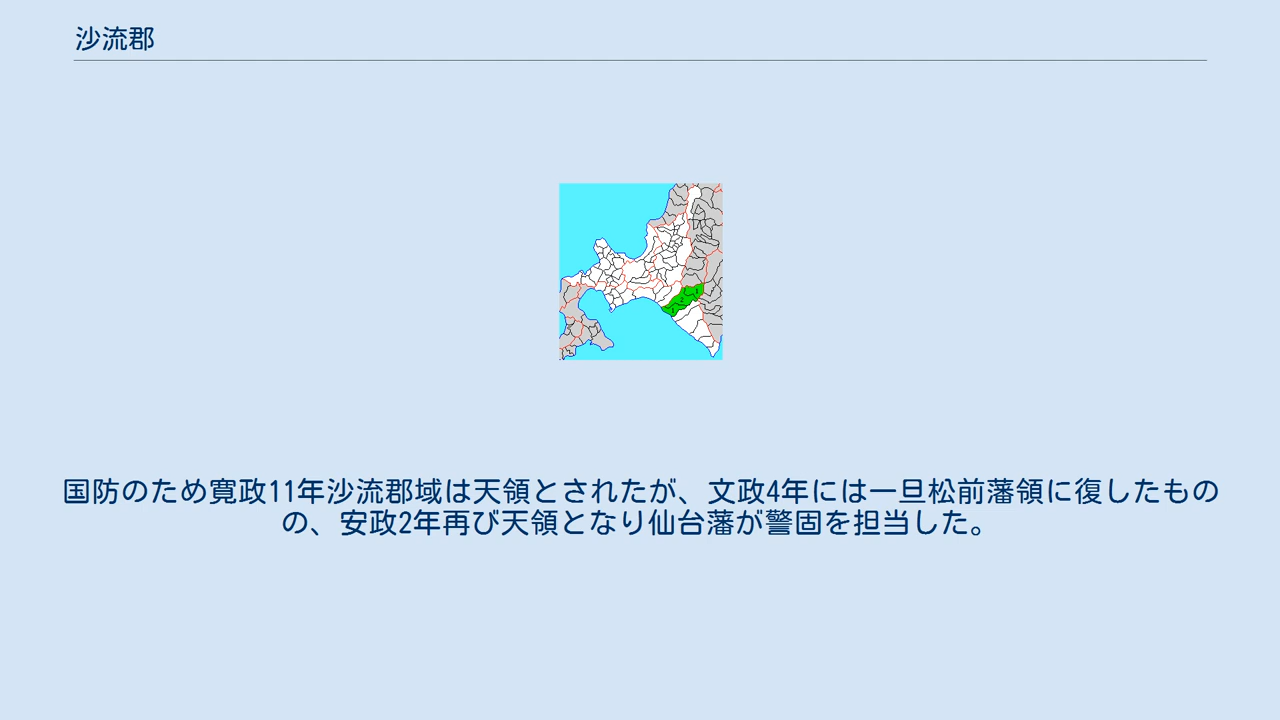 沙流郡
国防のため寛政11年沙流郡域は天領とされたが、文政4年には一旦松前藩領に復したもの
の、安政2年再び天領となり仙台藩が警固を担当した。